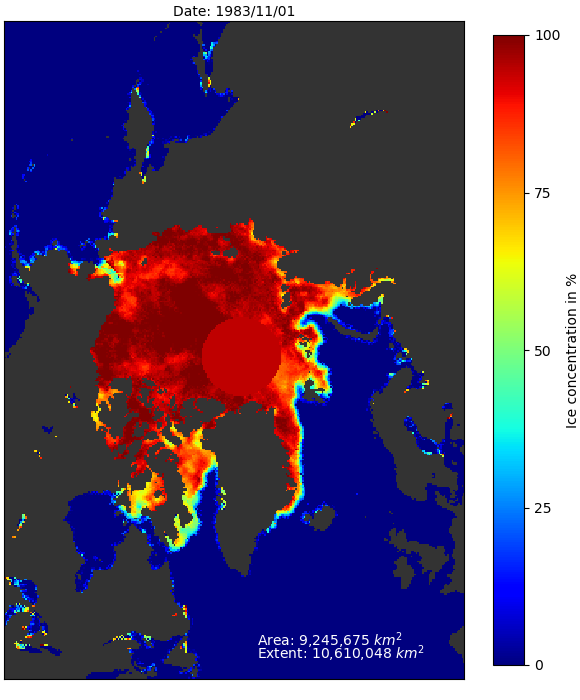 Date: 1983/11/01
100
75
50
25
0
Ice concentration in %
Area: 9,245,675 km²
Extent: 10,610,048 km²